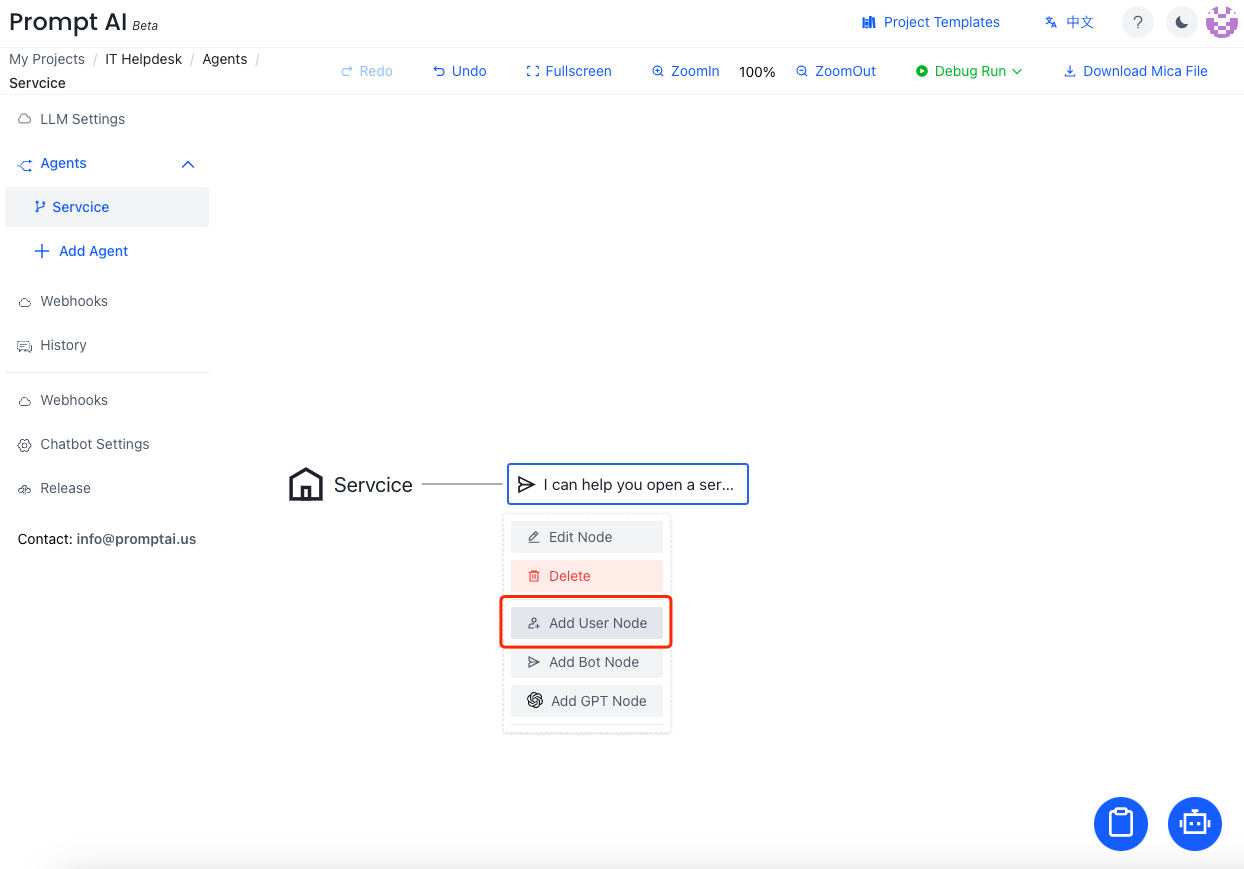 Prompt AI Beta
Project Templates
中文
?
My Projects / IT Helpdesk / Agents /
Servcice
Redo
Undo
Fullscreen
ZoomIn
100%
ZoomOut
Debug Run
Download Mica File
LLM Settings
Agents
Servcice
Add Agent
Webhooks
History
Webhooks
Chatbot Settings
Release
Contact: info@promptai.us
Servcice
I can help you open a ser...
Edit Node
Delete
Add User Node
Add Bot Node
Add GPT Node